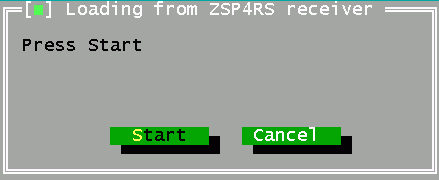 [■] Loading from ZSP4RS receiver
Press Start
Start Cancel